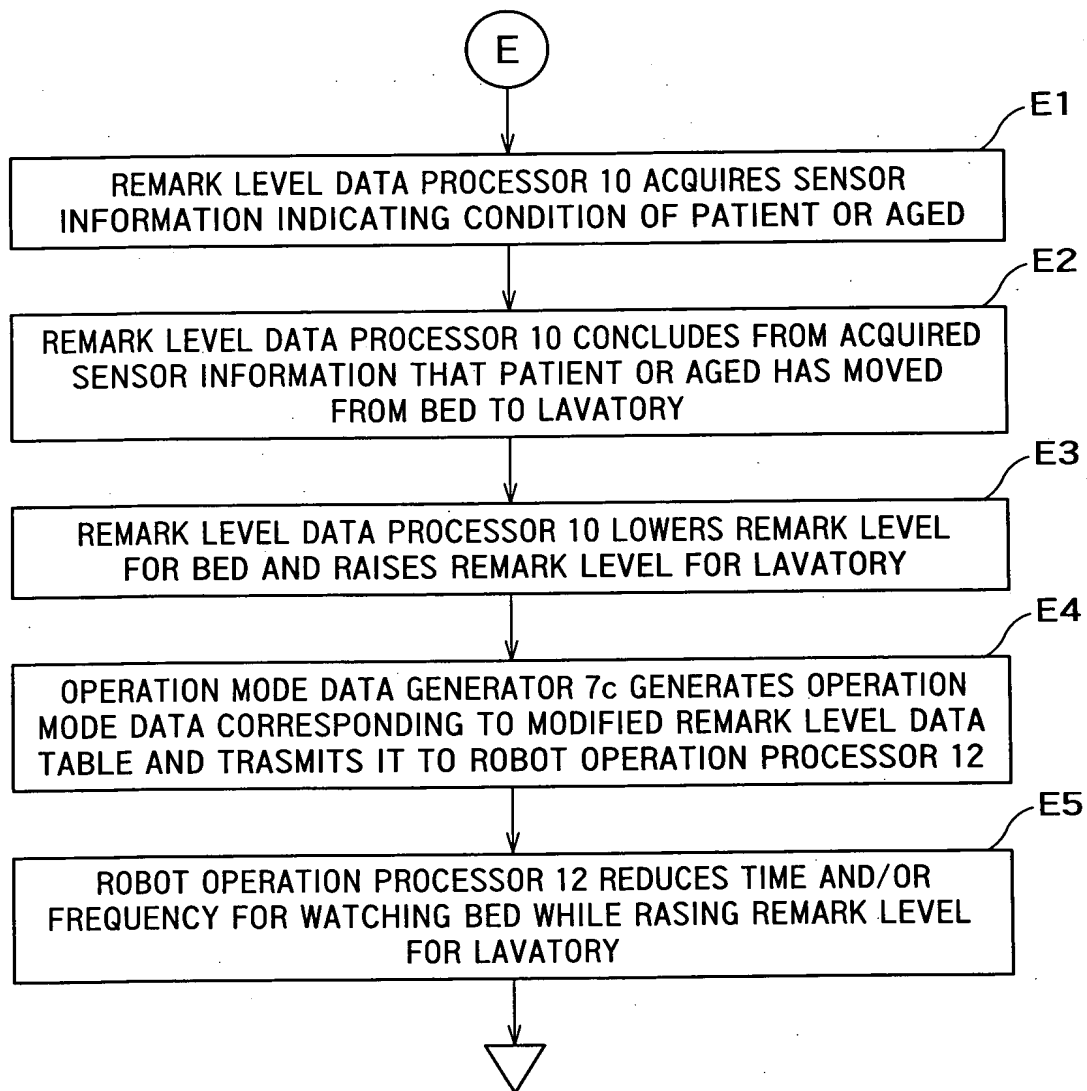 E
E1
REMARK LEVEL DATA PROCESSOR 10 ACQUIRES SENSOR
INFORMATION INDICATING CONDITION OF PATIENT OR AGED
E2
REMARK LEVEL DATA PROCESSOR 10 CONCLUDES FROM ACQUIRED
SENSOR INFORMATION THAT PATIENT OR AGED HAS MOVED
FROM BED TO LAVATORY
E3
REMARK LEVEL DATA PROCESSOR 10 LOWERS REMARK LEVEL
FOR BED AND RAISES REMARK LEVEL FOR LAVATORY
E4
OPERATION MODE DATA GENERATOR 7c GENERATES OPERATION
MODE DATA CORRESPONDING TO MODIFIED REMARK LEVEL DATA
TABLE AND TRASMITS IT TO ROBOT OPERATION PROCESSOR 12
E5
ROBOT OPERATION PROCESSOR 12 REDUCES TIME AND/OR
FREQUENCY FOR WATCHING BED WHILE RASING REMARK LEVEL
FOR LAVATORY